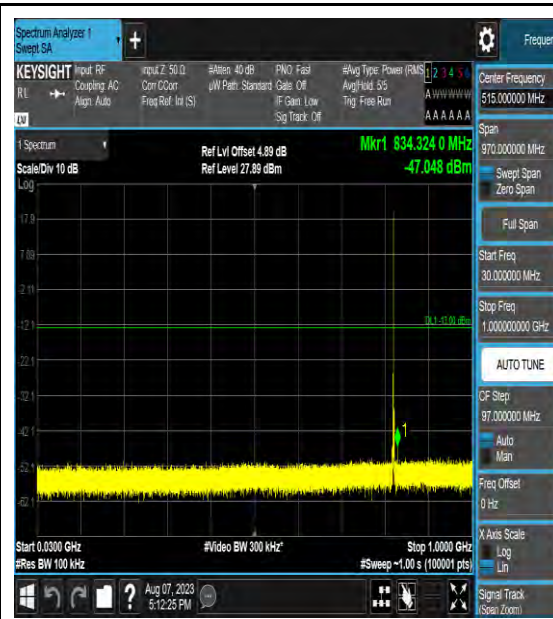 Spectrum Analyzer 1
Swept SA
+
Frequen
KEYSIGHT
RL
Input: RF
Coupling: AC
Align: Auto
Input Z: 50 Ω
Corr CCorr
Freq Ref: Int (S)
#Atten: 40 dB
µW Path: Standard
PNO: Fast
Gate: Off
IF Gain: Low
Sig Track: Off
#Avg Type: Power (RMS
Avg|Hold: 5/5
Trig: Free Run
1 2 3 4 5 6
A W W W W W
A A A A A A
LV
1 Spectrum
Scale/Div 10 dB
Log
Ref Lvl Offset 4.89 dB
Ref Level 27.89 dBm
Mkr1 834.324 0 MHz
-47.048 dBm
17.9
7.89
-2.11
-12.1
-22.1
-32.1
-42.1
-52.1
-62.1
DL1 -13.00 dBm
1
Start 0.0300 GHz
#Res BW 100 kHz
#Video BW 300 kHz*
Stop 1.0000 GHz
#Sweep ~1.00 s (100001 pts)
?
Aug 07, 2023
5:12:25 PM
Center Frequency
515.000000 MHz
Span
970.000000 MHz
Swept Span
Zero Span
Full Span
Start Freq
30.000000 MHz
Stop Freq
1.000000000 GHz
AUTO TUNE
CF Step
97.000000 MHz
Auto
Man
Freq Offset
0 Hz
X Axis Scale
Log
Lin
Signal Track
(Span Zoom)